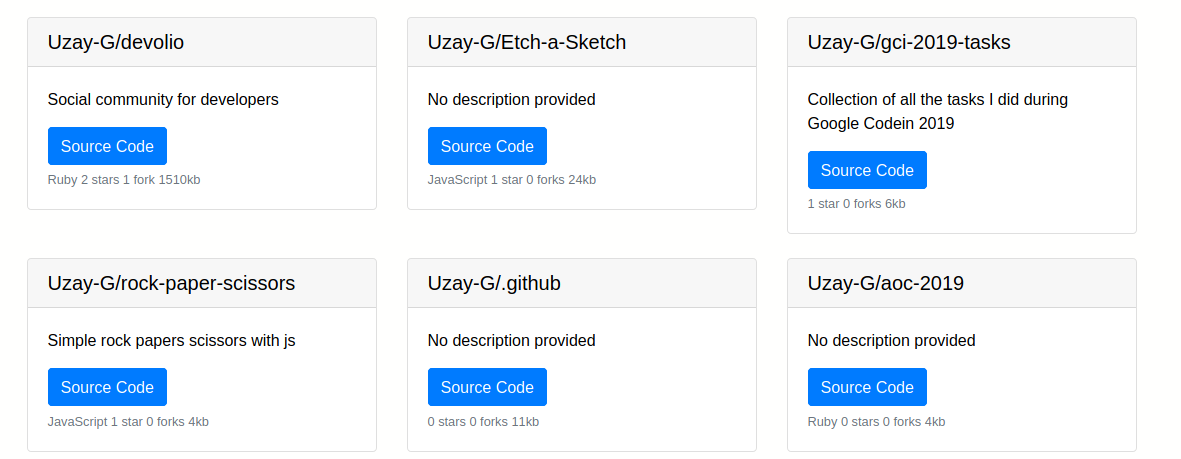 Uzay-G/devolio
Social community for developers
Source Code
Ruby 2 stars 1 fork 1510kb
Uzay-G/Etch-a-Sketch
No description provided
Source Code
JavaScript 1 star 0 forks 24kb
Uzay-G/gci-2019-tasks
Collection of all the tasks I did during
Google Codein 2019
Source Code
1 star 0 forks 6kb
Uzay-G/rock-paper-scissors
Simple rock papers scissors with js
Source Code
JavaScript 1 star 0 forks 4kb
Uzay-G/.github
No description provided
Source Code
0 stars 0 forks 11kb
Uzay-G/aoc-2019
No description provided
Source Code
Ruby 0 stars 0 forks 4kb